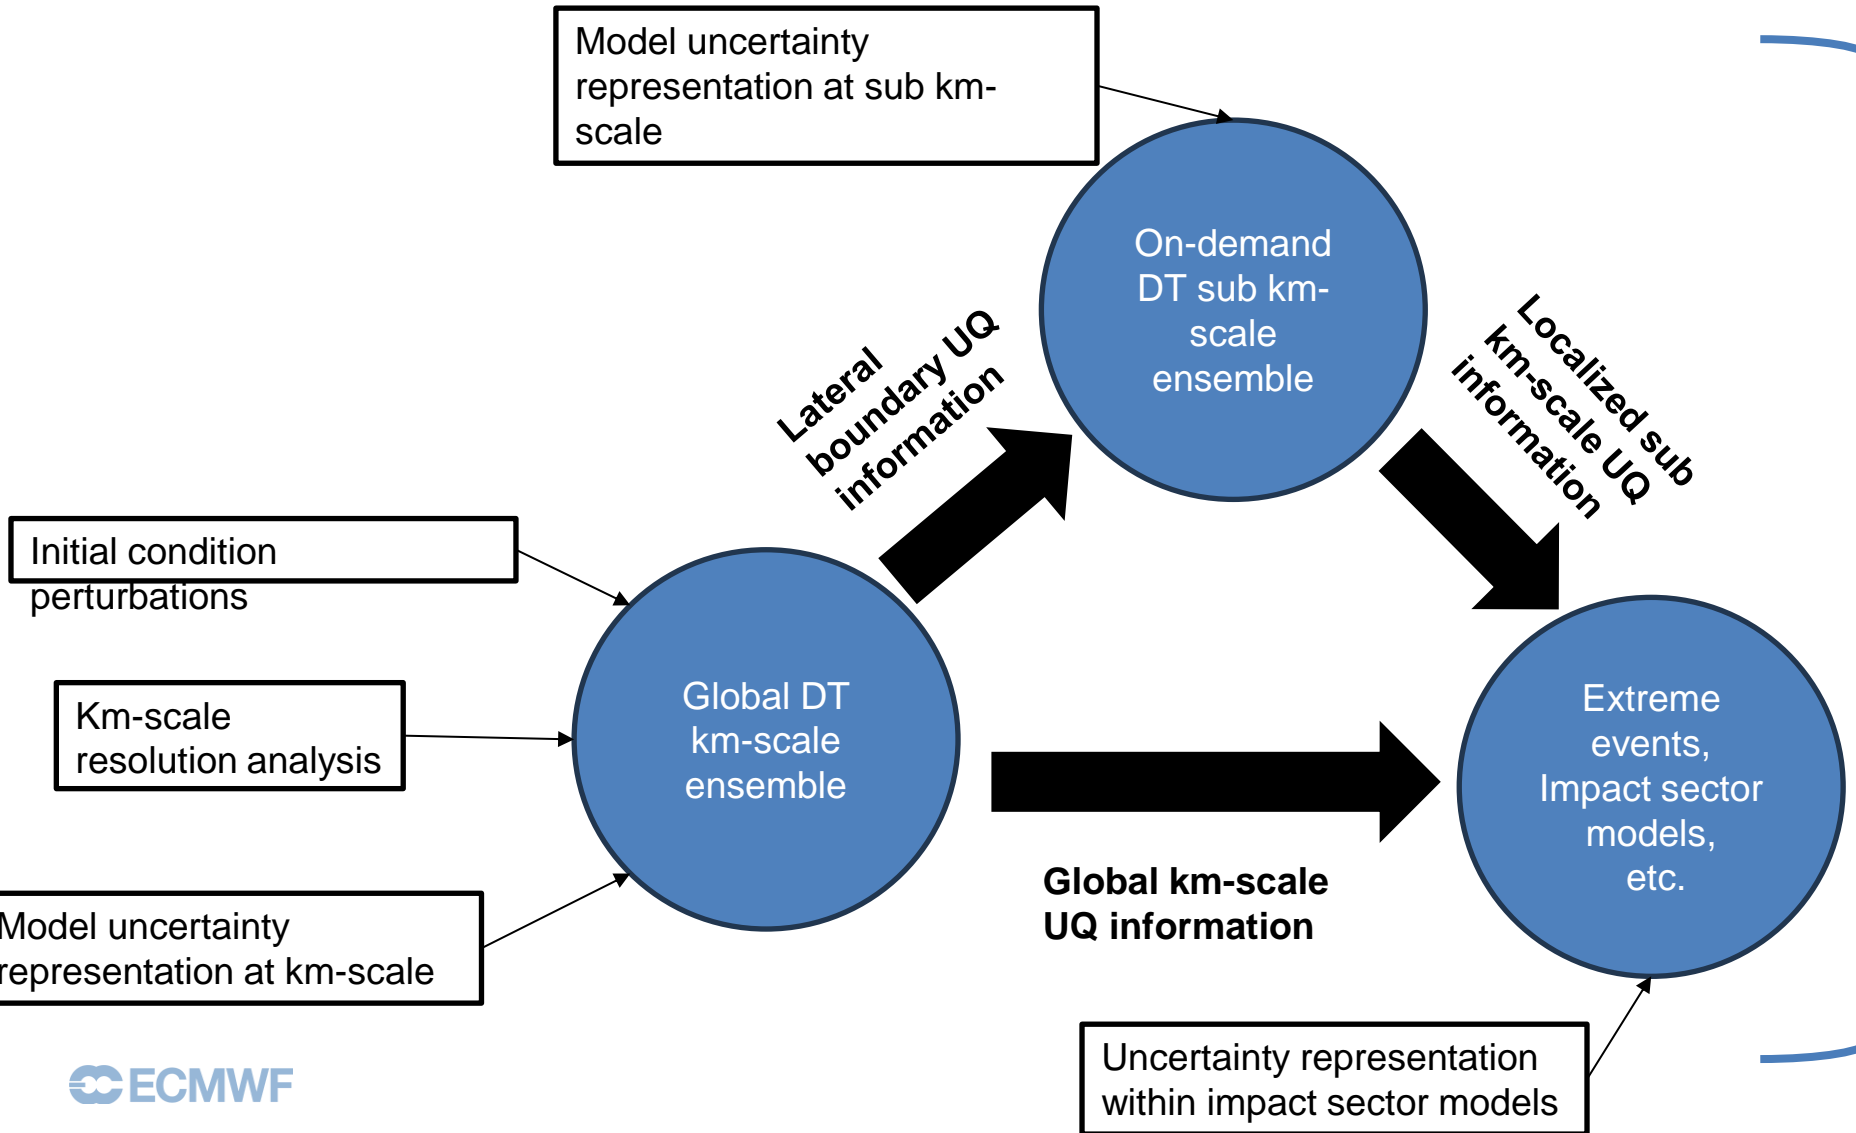 Model uncertainty
representation at sub km-
scale
On-demand
DT sub km-
scale
ensemble
Lateral
boundary UQ
information
Localized sub
km-scale UQ
information
Initial condition
perturbations
Km-scale
resolution analysis
Global DT
km-scale
ensemble
Extreme
events,
Impact sector
models,
etc.
Global km-scale
UQ information
Model uncertainty
representation at km-scale
Uncertainty representation
within impact sector models
ECMWF